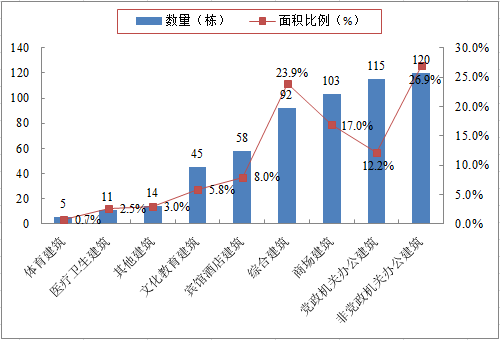 数量（栋） 面积比例（%）
140 30.0%
120 25.0%
100 20.0%
80 15.0%
60 10.0%
40 5.0%
20 0.0%
0
5 11 14 45 58 92 103 115 120
0.7% 2.5% 3.0% 5.8% 8.0% 23.9% 17.0% 12.2% 26.9%
体育建筑
医疗卫生建筑
其他建筑
文化教育建筑
宾馆酒店建筑
综合建筑
商场建筑
党政机关办公建筑
非党政机关办公建筑